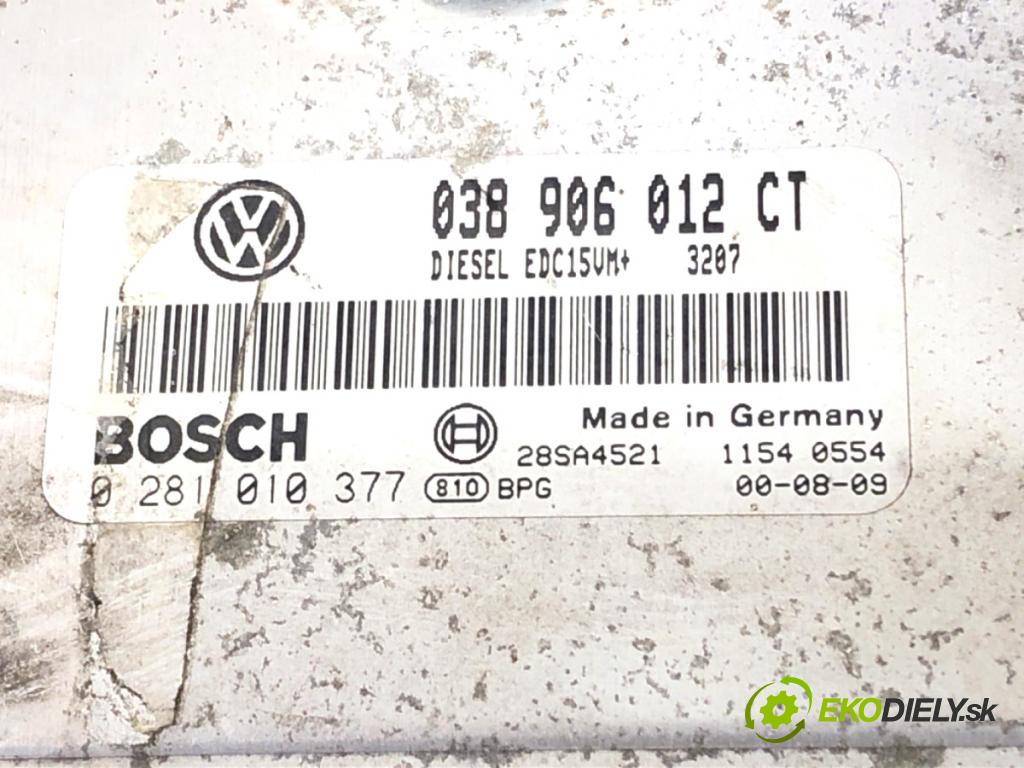 VW
038 906 012 CT
DIESEL EDC15VM+ 3207
BOSCH
Made in Germany
28SA4521 1154 0554
0 281 010 377 810 BPG 00-08-09
EKODIELY.sk